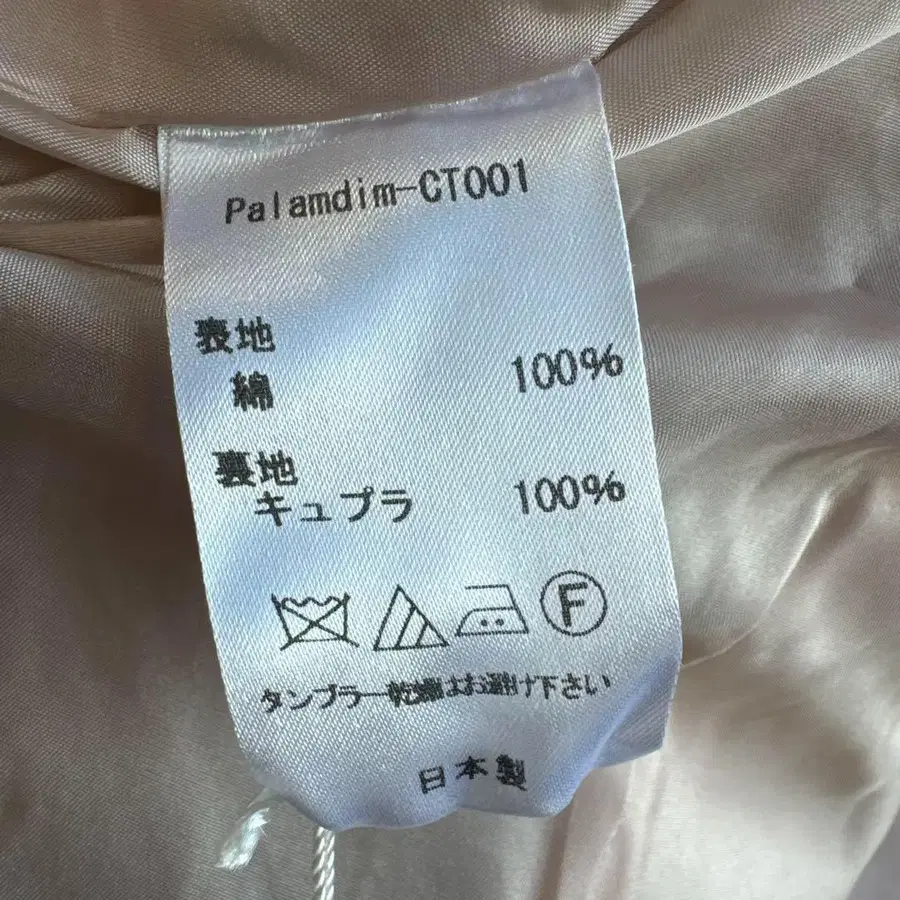 Palamdim-CT001
表地
綿 100%
裏地
キュプラ 100%
F
タンブラー乾燥はお避け下さい
日本製